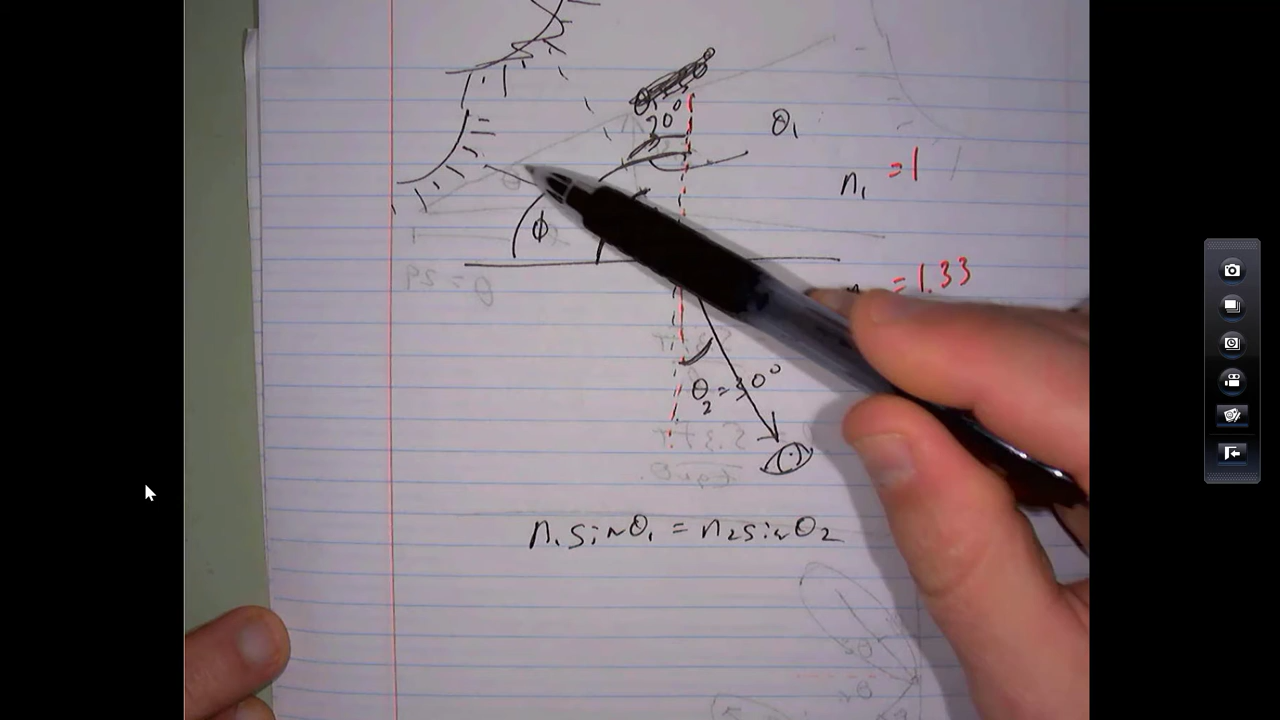 20°
θ₁
n₁ = 1
ϕ
= 1.33
θ₂ = 30°
n₁ sin θ₁ = n₂ sin θ₂